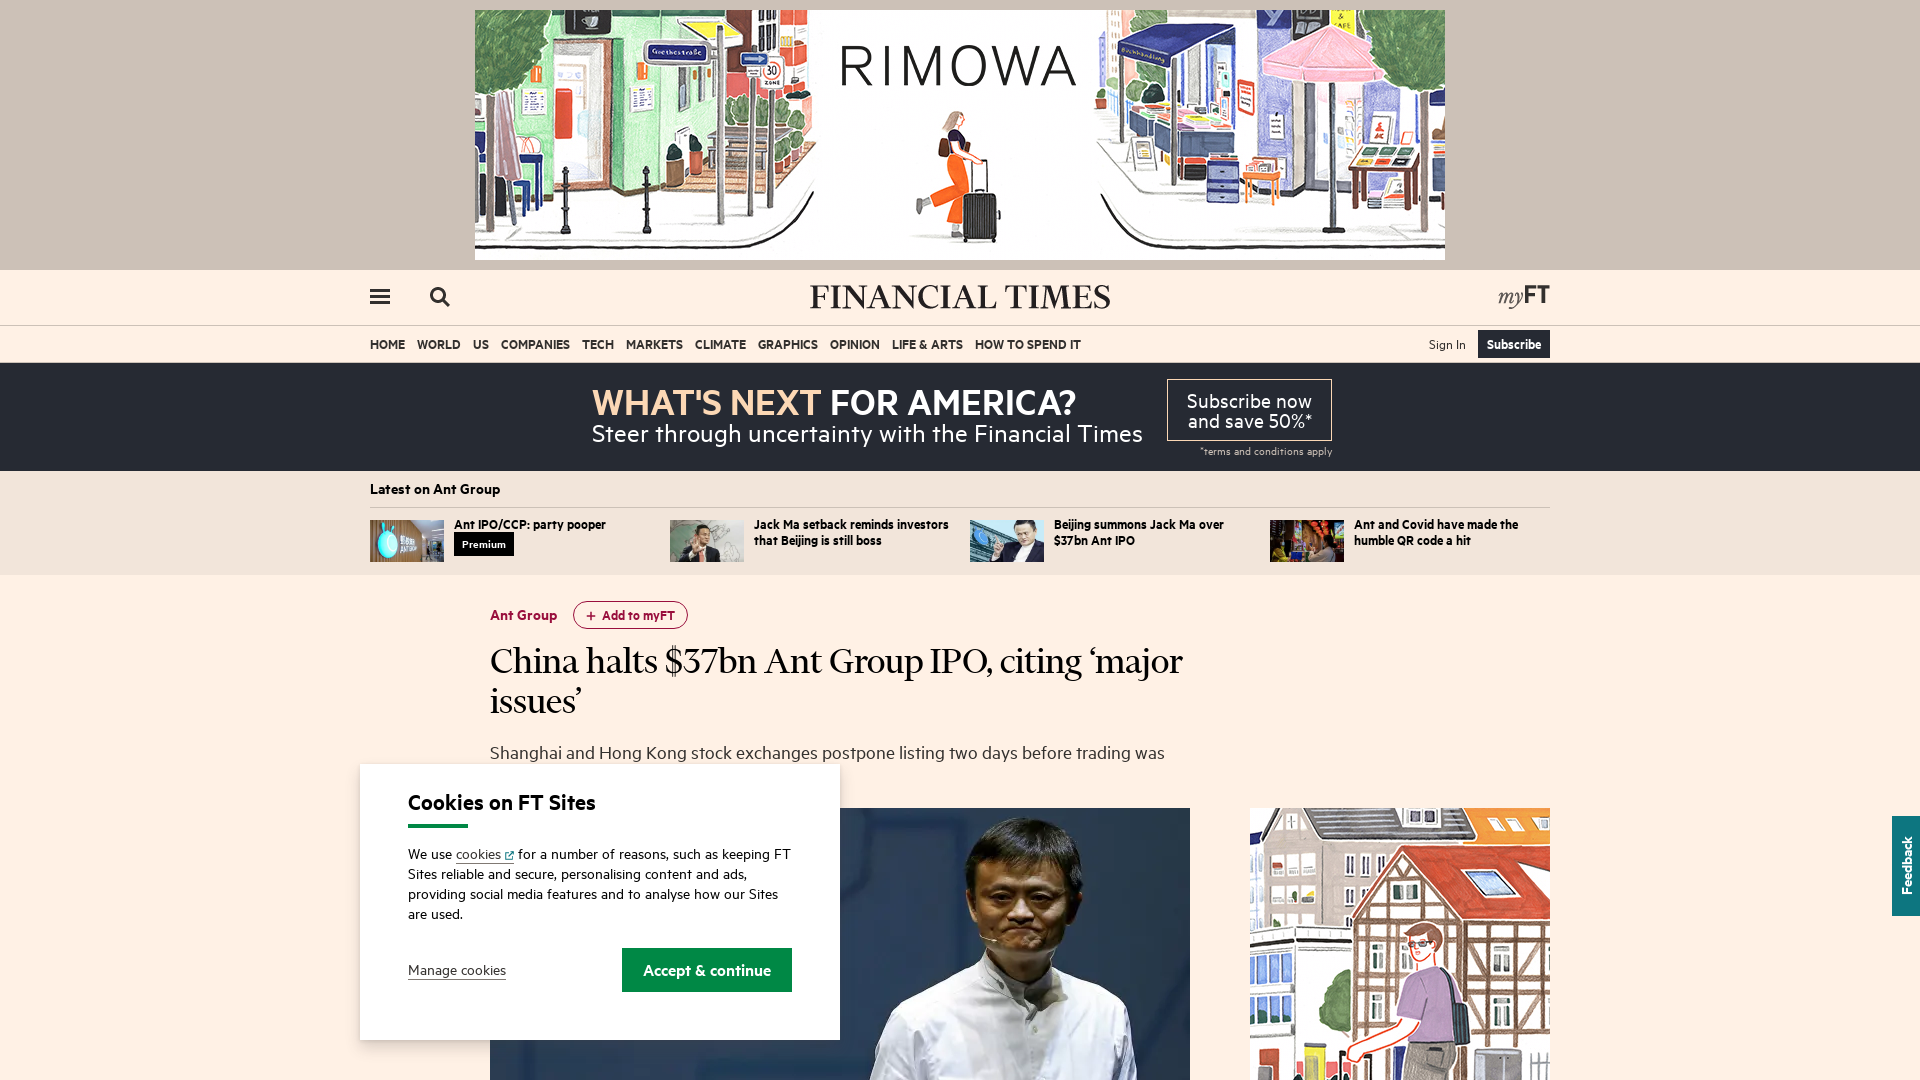 Goethestraße
30
ZONE
RIMOWA
Buchhandlung
&
CAFE
FINANCIAL TIMES
myFT
HOME WORLD US COMPANIES TECH MARKETS CLIMATE GRAPHICS OPINION LIFE & ARTS HOW TO SPEND IT
Sign In
Subscribe
WHAT'S NEXT FOR AMERICA?
Steer through uncertainty with the Financial Times
Subscribe now
and save 50%*
*terms and conditions apply
Latest on Ant Group
Ant IPO/CCP: party pooper
Premium
Jack Ma setback reminds investors
that Beijing is still boss
Beijing summons Jack Ma over
$37bn Ant IPO
Ant and Covid have made the
humble QR code a hit
Ant Group
+ Add to myFT
China halts $37bn Ant Group IPO, citing ‘major
issues’
Shanghai and Hong Kong stock exchanges postpone listing two days before trading was
Cookies on FT Sites
We use cookies for a number of reasons, such as keeping FT
Sites reliable and secure, personalising content and ads,
providing social media features and to analyse how our Sites
are used.
Manage cookies
Accept & continue
Feedback